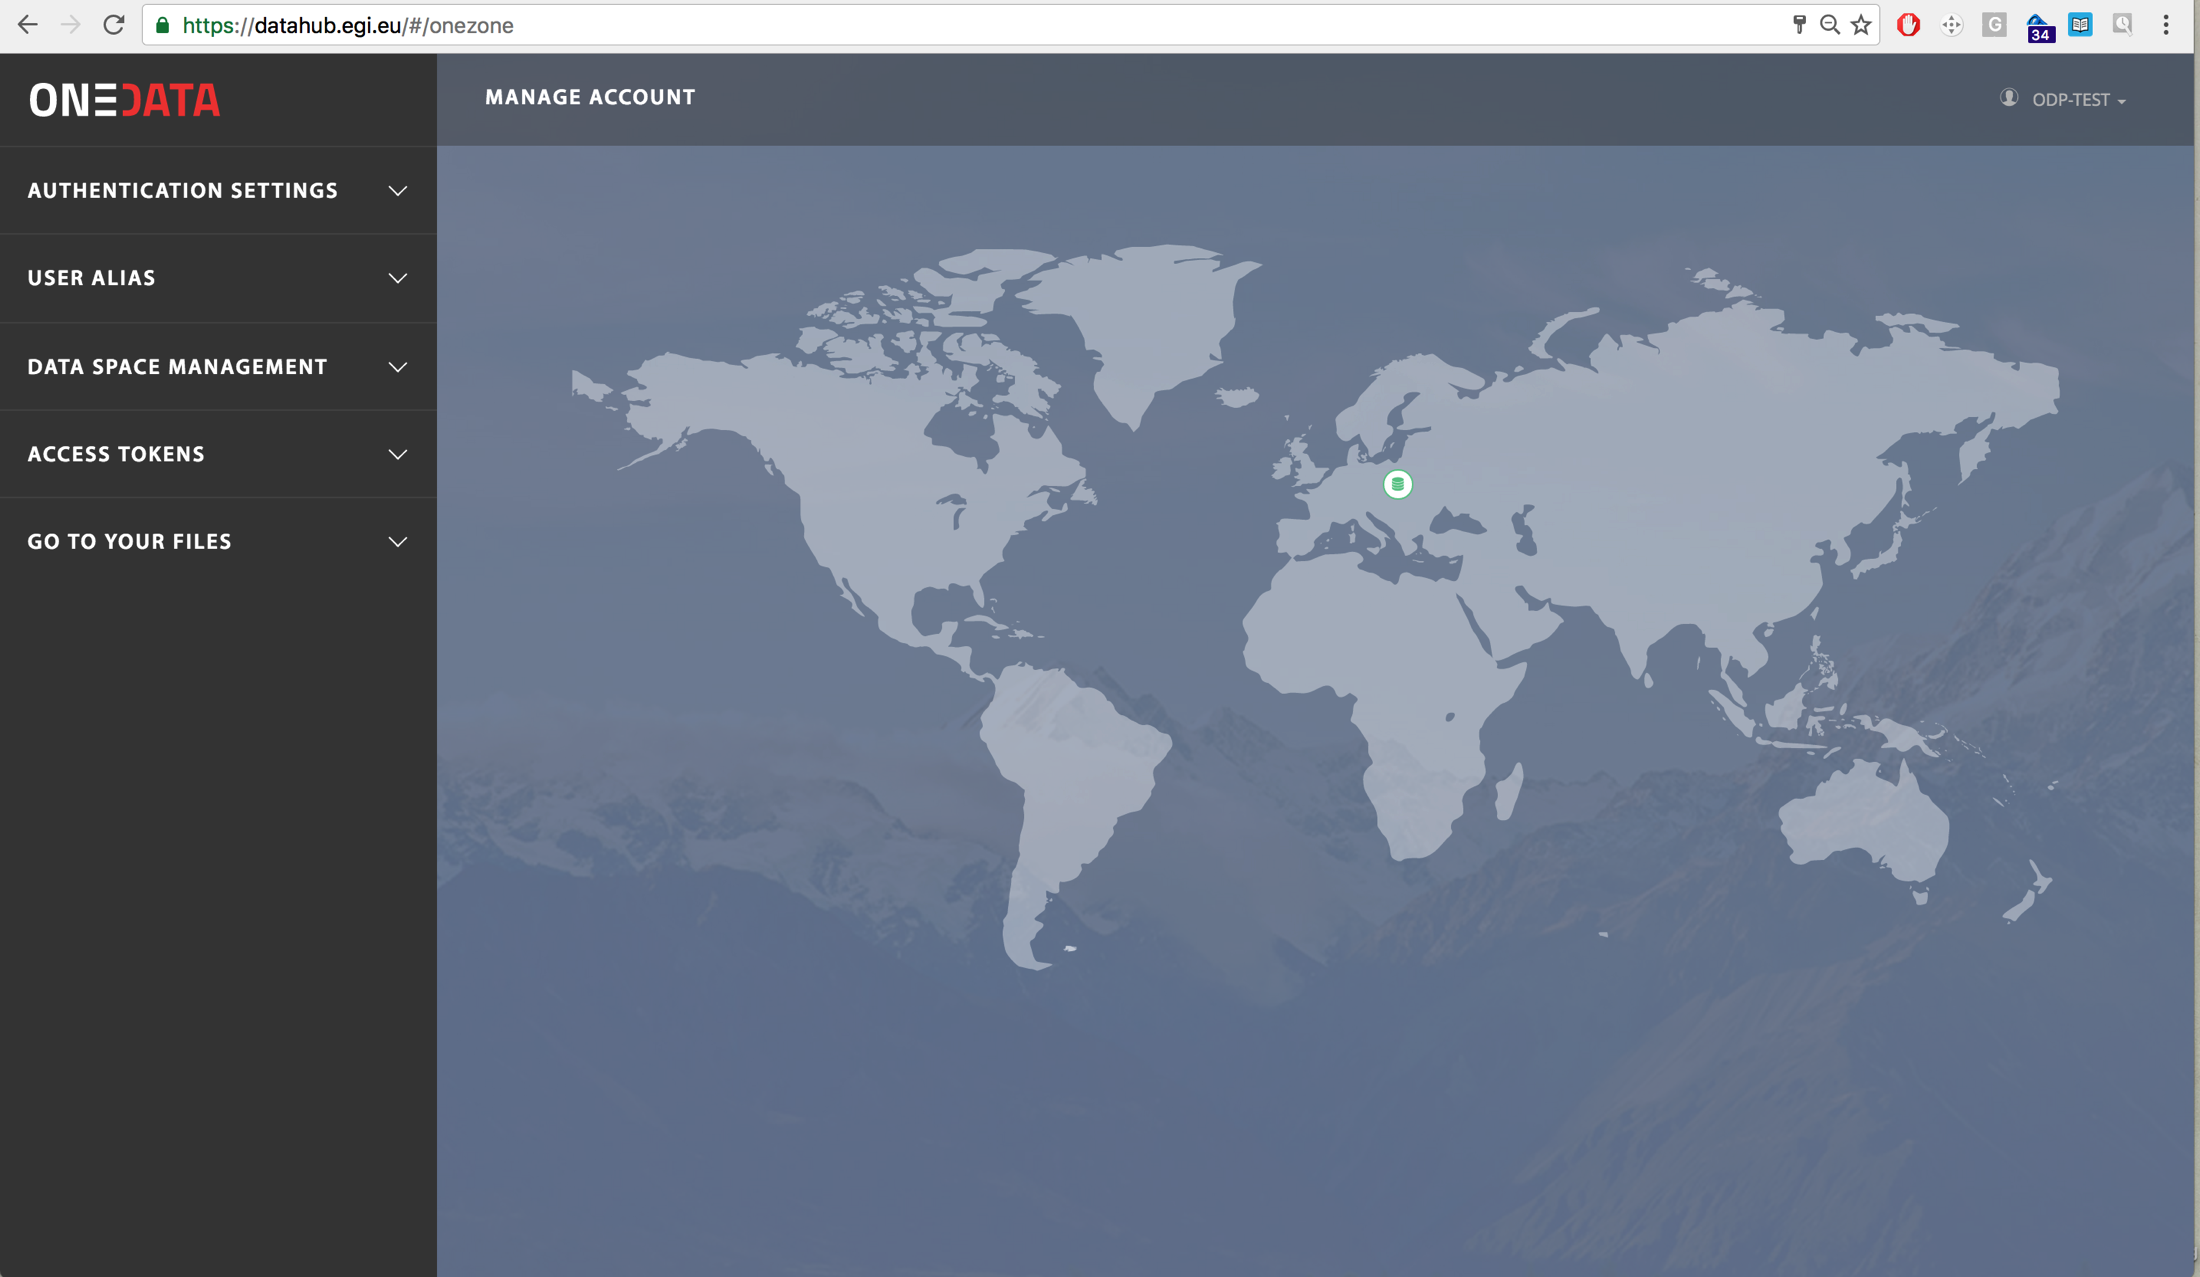 https://datahub.egi.eu/#/onezone
G
34
ONEDATA
MANAGE ACCOUNT
ODP-TEST
AUTHENTICATION SETTINGS
USER ALIAS
DATA SPACE MANAGEMENT
ACCESS TOKENS
GO TO YOUR FILES